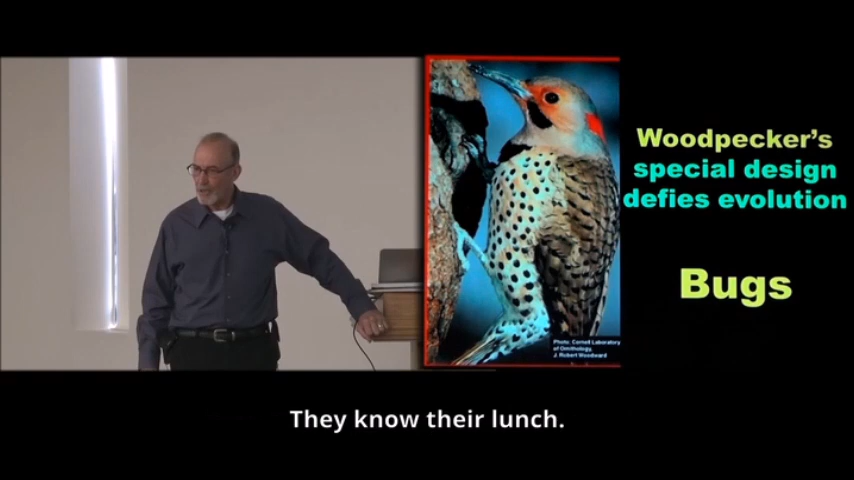 Woodpecker's
special design
defies evolution
Bugs
Photo: Cornell Laboratory
of Ornithology,
J. Robert Woodward
They know their lunch.